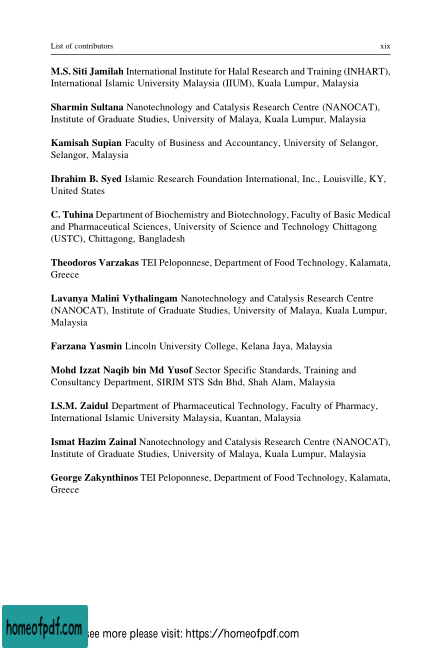 List of contributors xix
M.S. Siti Jamilah International Institute for Halal Research and Training (INHART),
International Islamic University Malaysia (IIUM), Kuala Lumpur, Malaysia
Sharmin Sultana Nanotechnology and Catalysis Research Centre (NANOCAT),
Institute of Graduate Studies, University of Malaya, Kuala Lumpur, Malaysia
Kamisah Supian Faculty of Business and Accountancy, University of Selangor,
Selangor, Malaysia
Ibrahim B. Syed Islamic Research Foundation International, Inc., Louisville, KY,
United States
C. Tuhina Department of Biochemistry and Biotechnology, Faculty of Basic Medical
and Pharmaceutical Sciences, University of Science and Technology Chittagong
(USTC), Chittagong, Bangladesh
Theodoros Varzakas TEI Peloponnese, Department of Food Technology, Kalamata,
Greece
Lavanya Malini Vythalingam Nanotechnology and Catalysis Research Centre
(NANOCAT), Institute of Graduate Studies, University of Malaya, Kuala Lumpur,
Malaysia
Farzana Yasmin Lincoln University College, Kelana Jaya, Malaysia
Mohd Izzat Naqib bin Md Yusof Sector Specific Standards, Training and
Consultancy Department, SIRIM STS Sdn Bhd, Shah Alam, Malaysia
I.S.M. Zaidul Department of Pharmaceutical Technology, Faculty of Pharmacy,
International Islamic University Malaysia, Kuantan, Malaysia
Ismat Hazim Zainal Nanotechnology and Catalysis Research Centre (NANOCAT),
Institute of Graduate Studies, University of Malaya, Kuala Lumpur, Malaysia
George Zakynthinos TEI Peloponnese, Department of Food Technology, Kalamata,
Greece
homeofpdf.com
see more please visit: https://homeofpdf.com